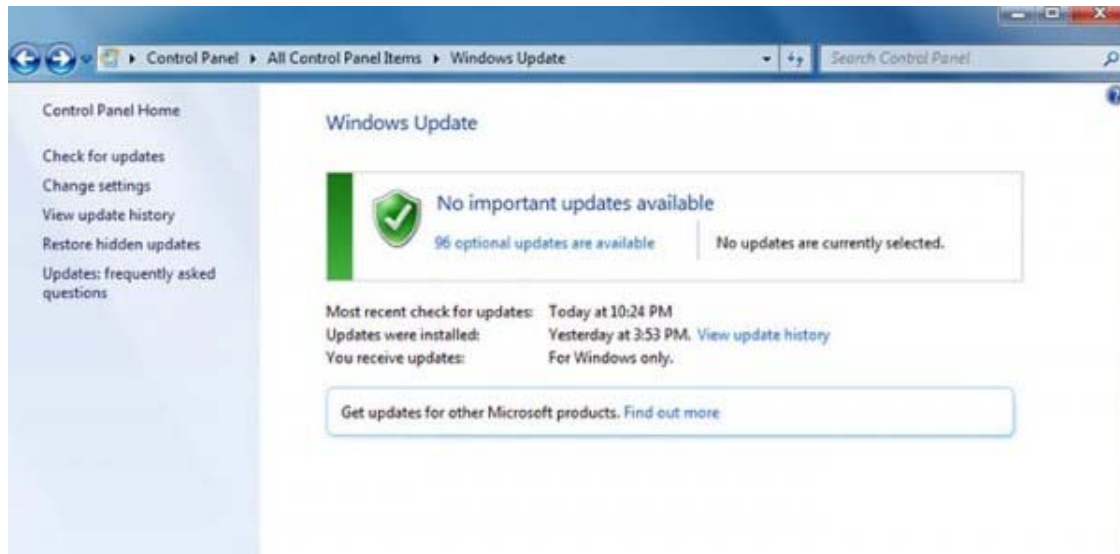 Control Panel ▸ All Control Panel Items ▸ Windows Update
Search Control Panel
Control Panel Home
Check for updates
Change settings
View update history
Restore hidden updates
Updates: frequently asked
questions
Windows Update
No important updates available
96 optional updates are available
No updates are currently selected.
Most recent check for updates: Today at 10:24 PM
Updates were installed: Yesterday at 3:53 PM. View update history
You receive updates: For Windows only.
Get updates for other Microsoft products. Find out more